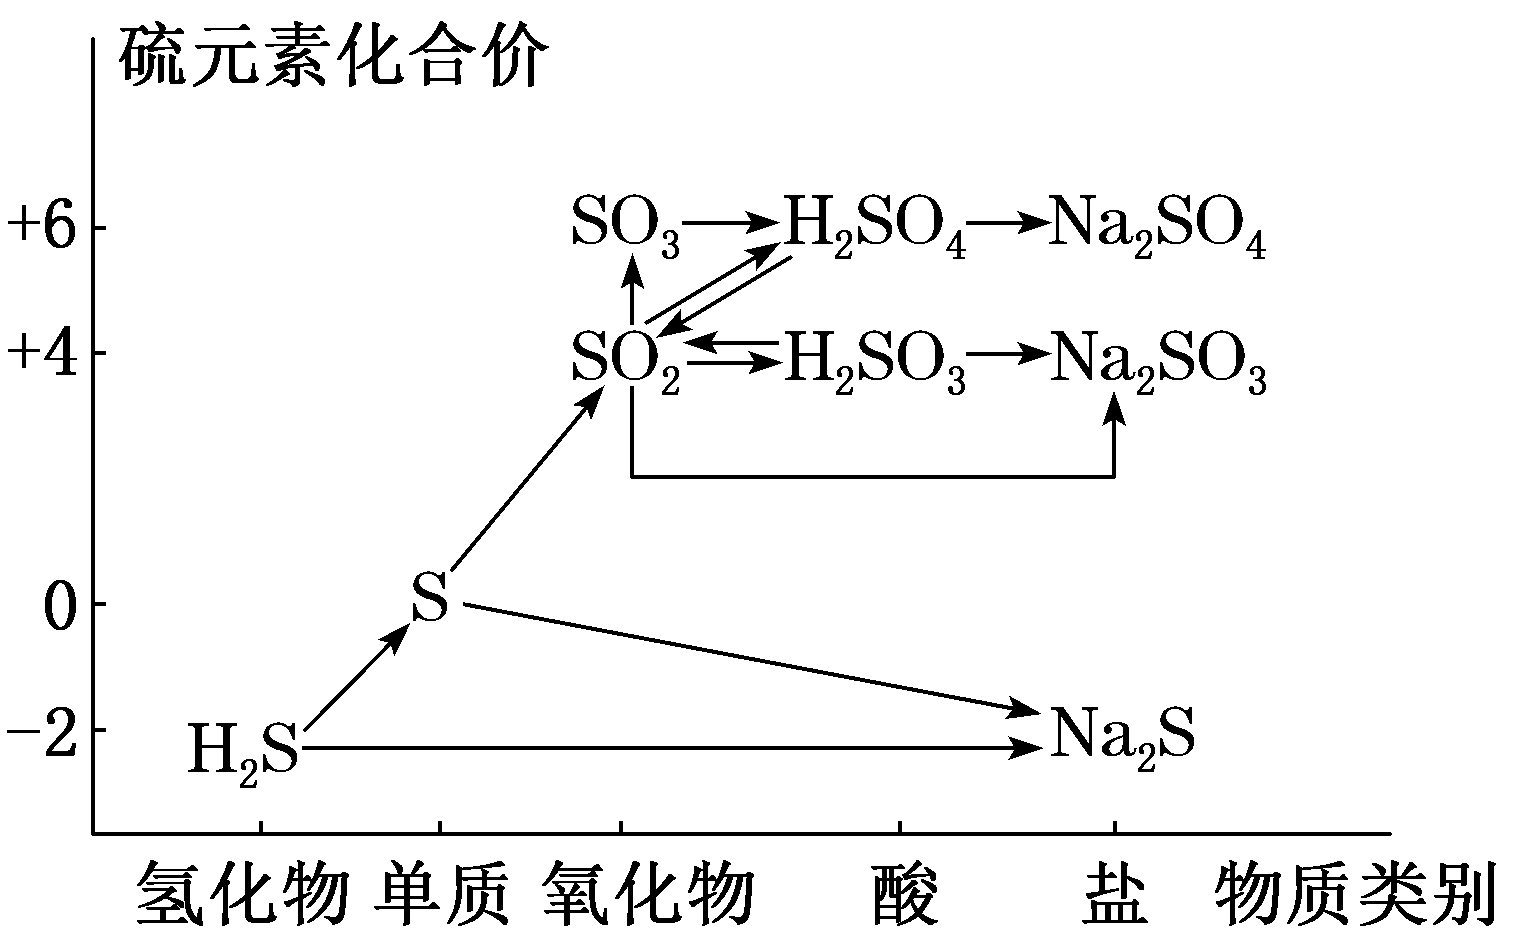 硫元素化合价
+6 SO₃ H₂SO₄ Na₂SO₄
+4 SO₂ H₂SO₃ Na₂SO₃
0 S
−2 H₂S Na₂S
氢化物 单质 氧化物 酸 盐 物质类别